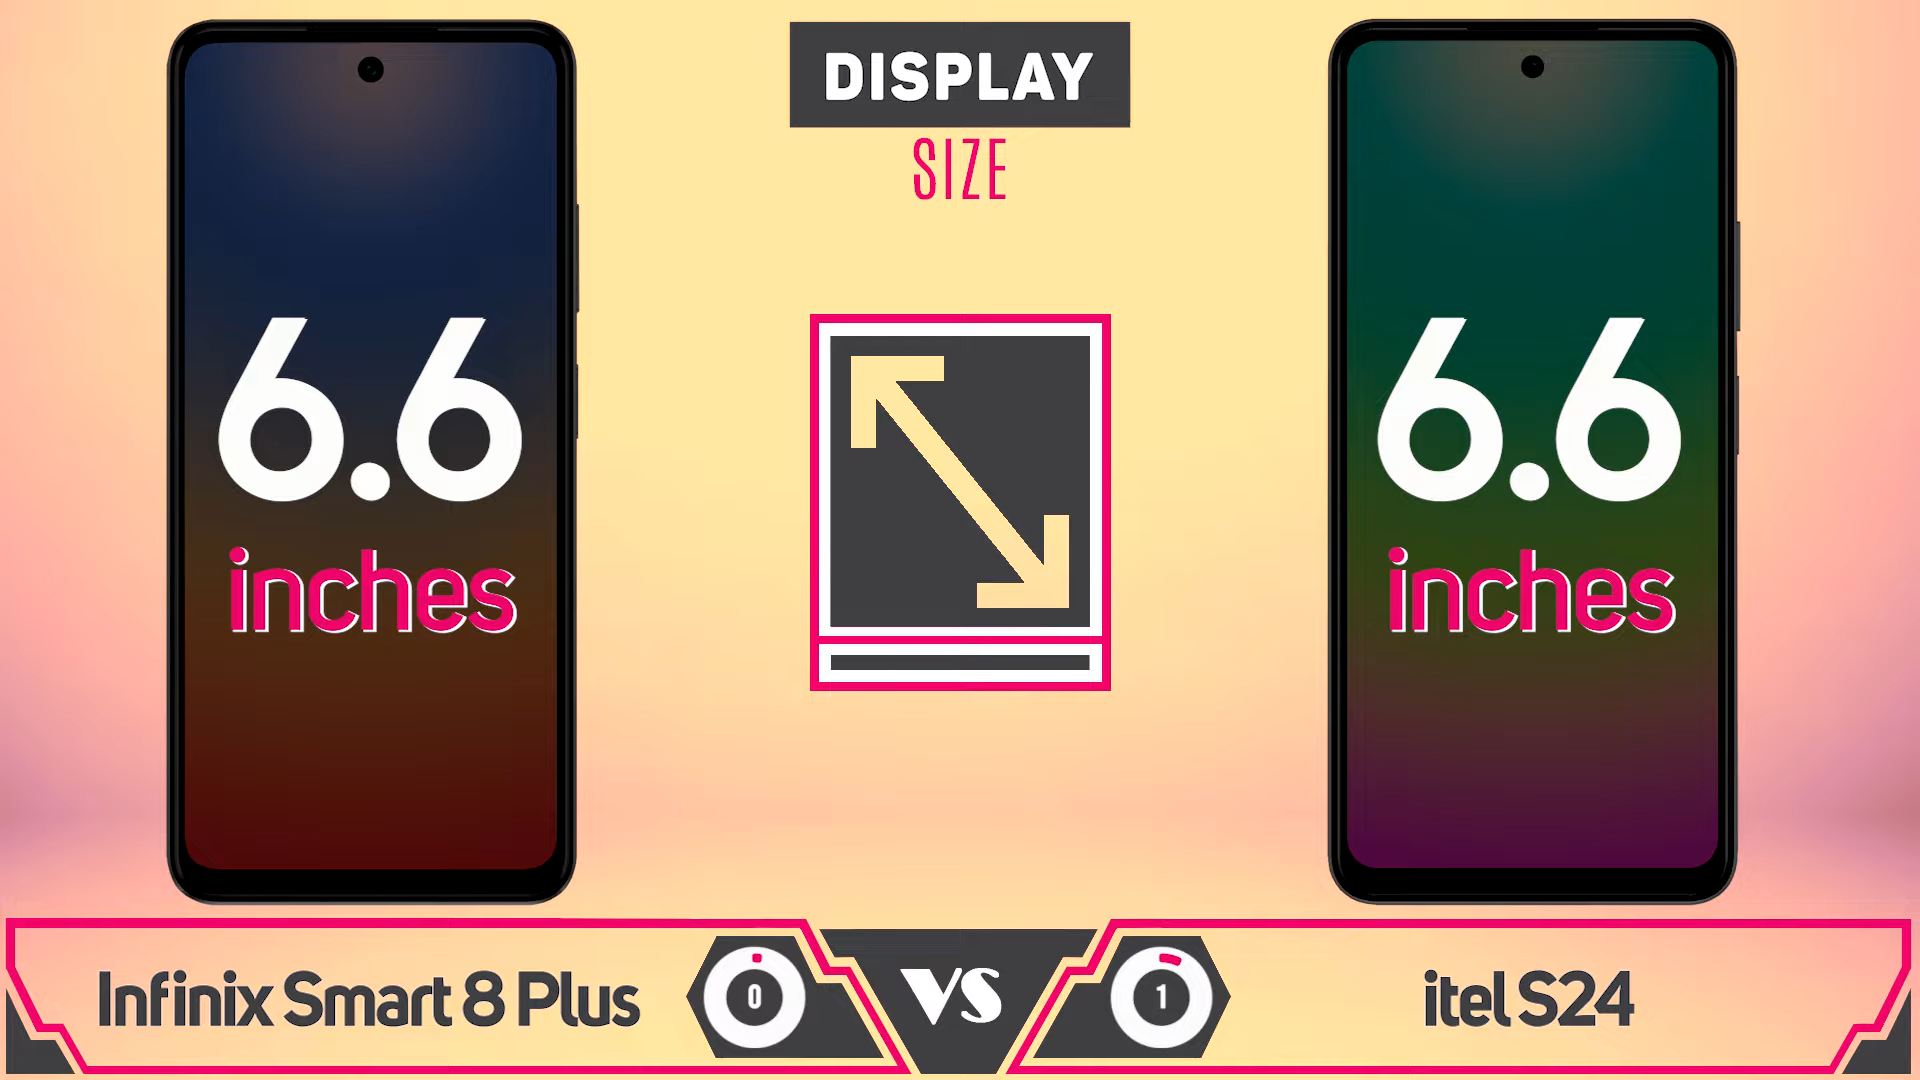 DISPLAY
SIZE
6.6
inches
6.6
inches
Infinix Smart 8 Plus
0
VS
1
itel S24